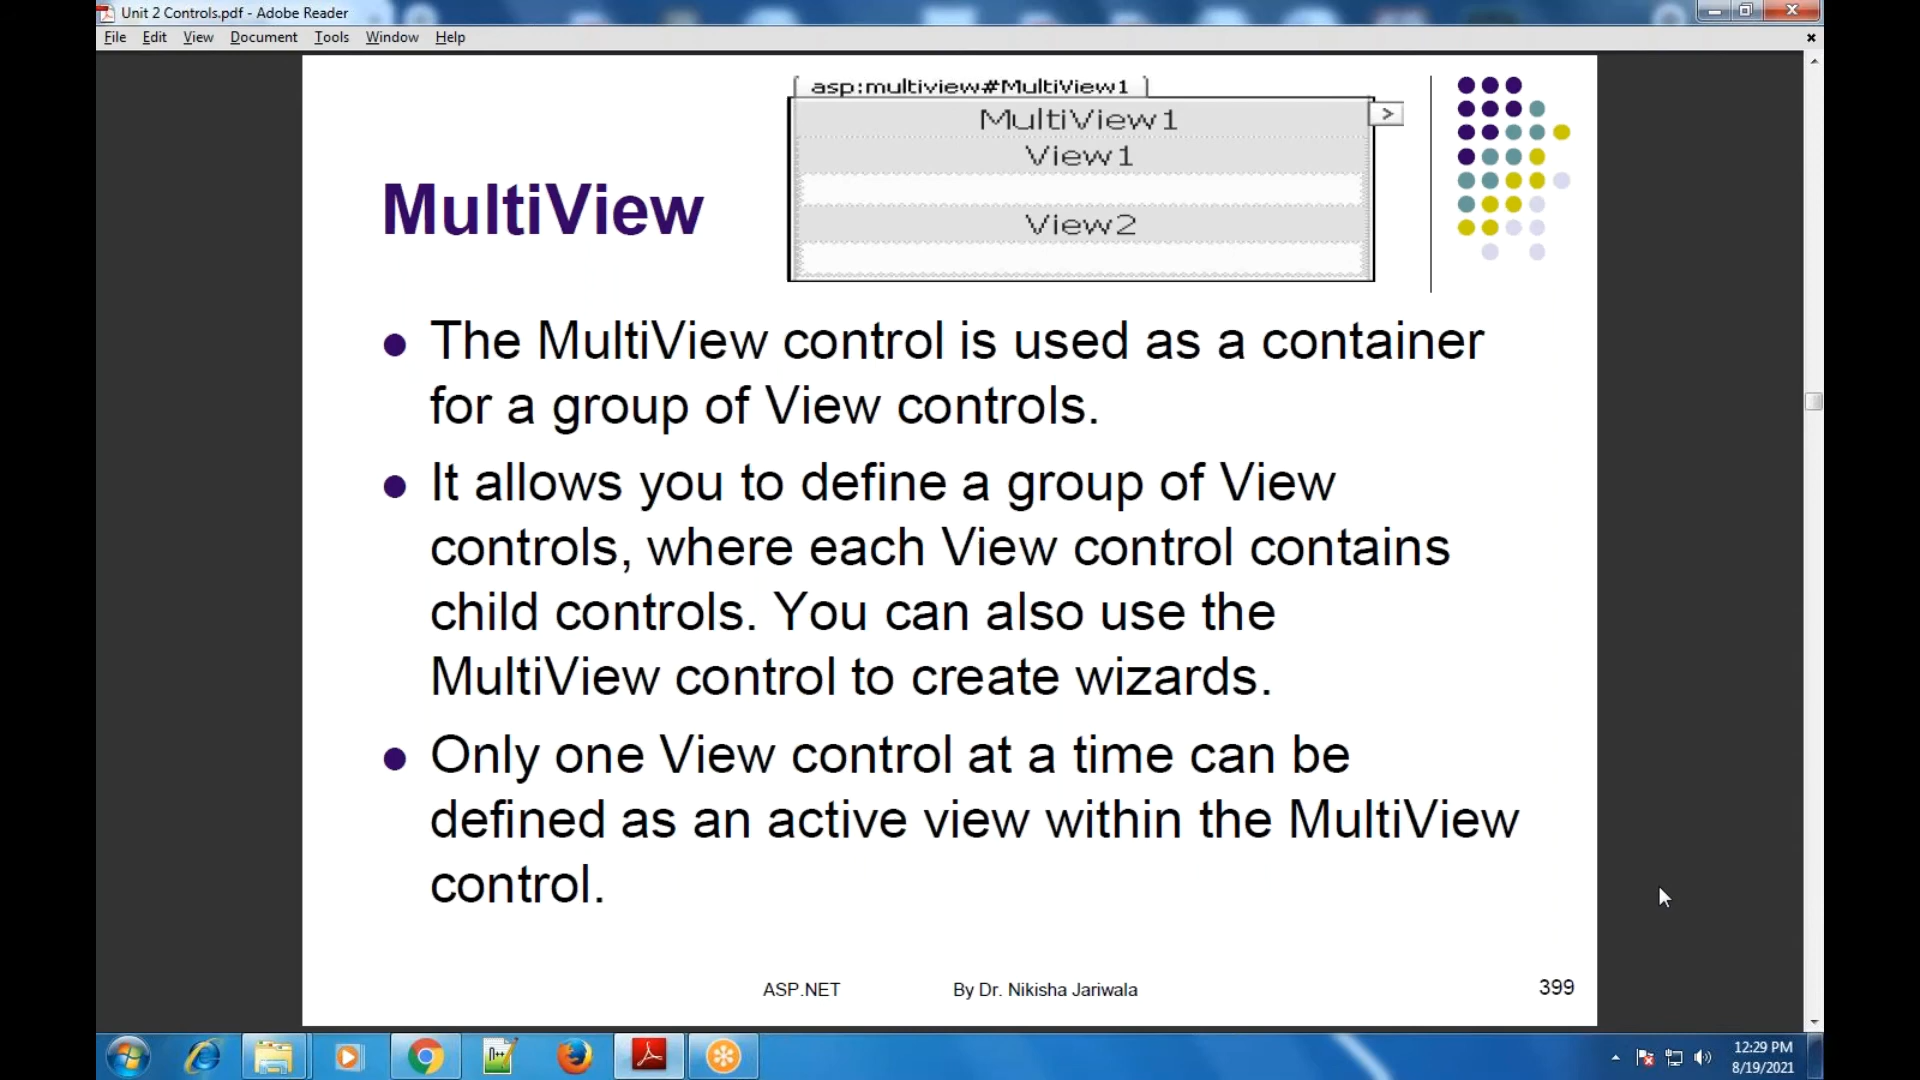 Unit 2 Controls.pdf - Adobe Reader
File Edit View Document Tools Window Help
asp:multiview#MultiView1
MultiView1
View1
View2
>
MultiView
The MultiView control is used as a container
for a group of View controls.
It allows you to define a group of View
controls, where each View control contains
child controls. You can also use the
MultiView control to create wizards.
Only one View control at a time can be
defined as an active view within the MultiView
control.
ASP.NET By Dr. Nikisha Jariwala 399
12:29 PM
8/19/2021